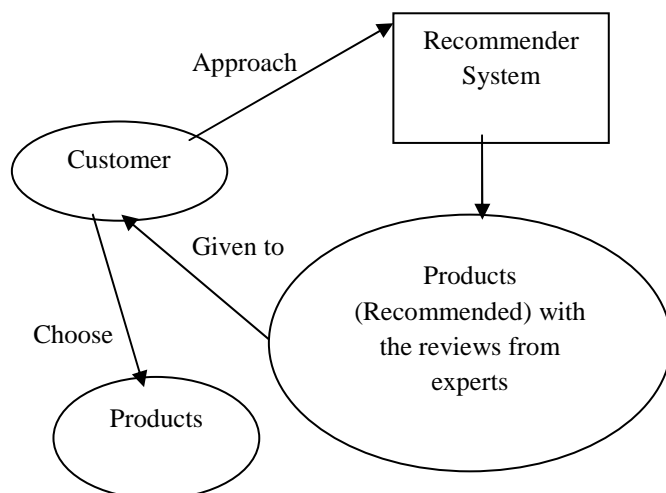 Recommender
System
Approach
Customer
Given to
Products
(Recommended) with
the reviews from
experts
Choose
Products